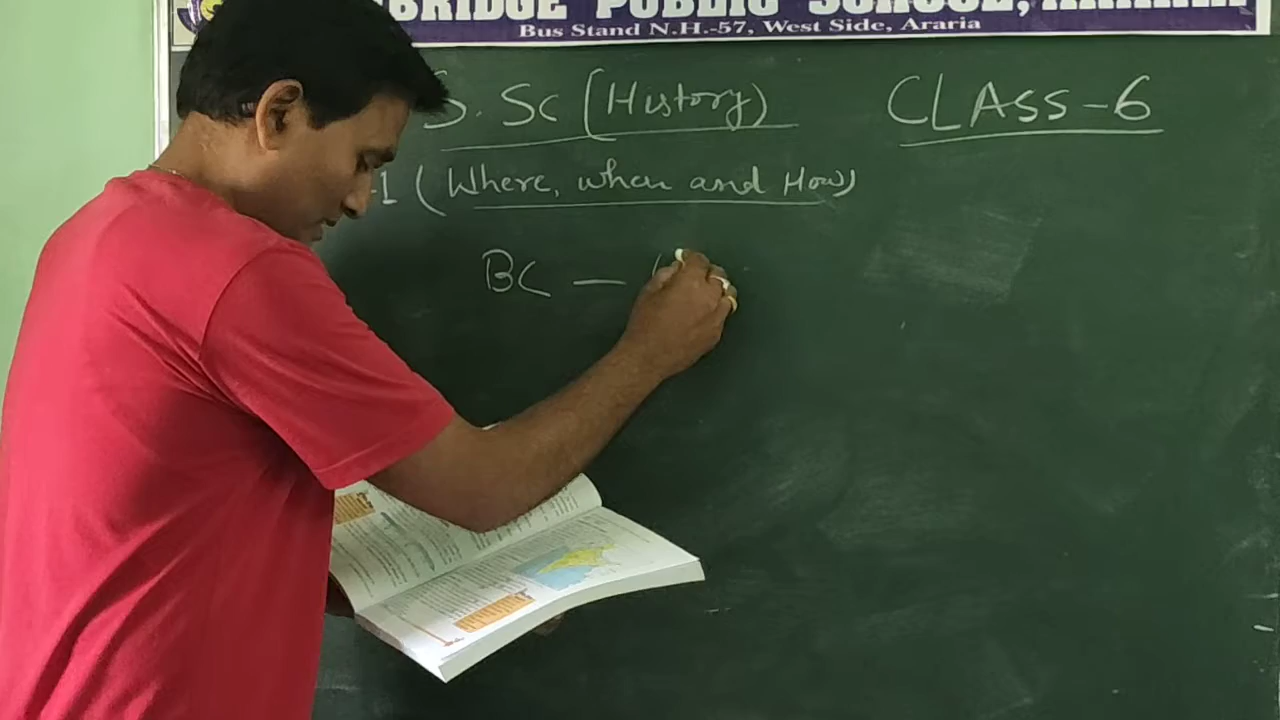 BRIDGE PUBLIC SCHOOL, ARARIA
Bus Stand N.H.-57, West Side, Araria
S. Sc (History) CLASS-6
-1 (Where, when and How)
BC — (